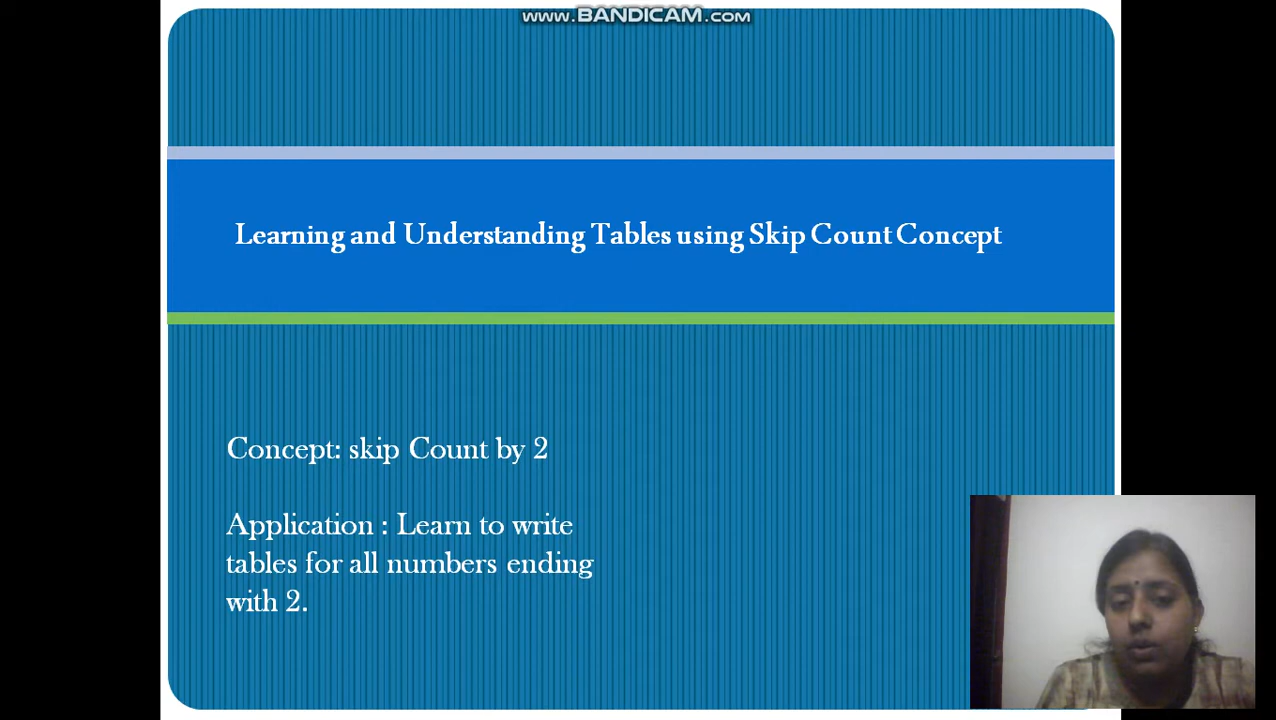 www.BANDICAM.com
Learning and Understanding Tables using Skip Count Concept
Concept: skip Count by 2
Application : Learn to write
tables for all numbers ending
with 2.